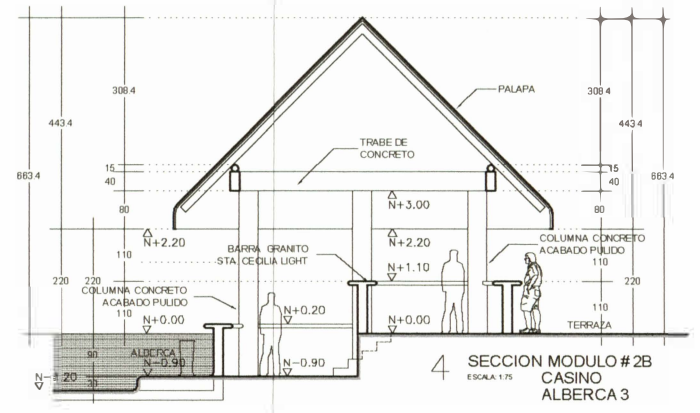 308.4
443.4
663.4
15
40
80
308.4
443.4
663.4
15
40
80
PALAPA
TRABE DE
CONCRETO
N+3.00
N+2.20
N+2.20
110
220
220
BARRA GRANITO
STA. CECILIA LIGHT
N+1.10
COLUMNA CONCRETO
ACABADO PULIDO
110
220
COLUMNA CONCRETO
ACABADO PULIDO
110
N+0.00
N+0.20
N+0.00
110
TERRAZA
90
ALBERCA
N-0.90
N-0.90
30
4
SECCION MODULO #2B
ESCALA: 1:75
CASINO
ALBERCA 3